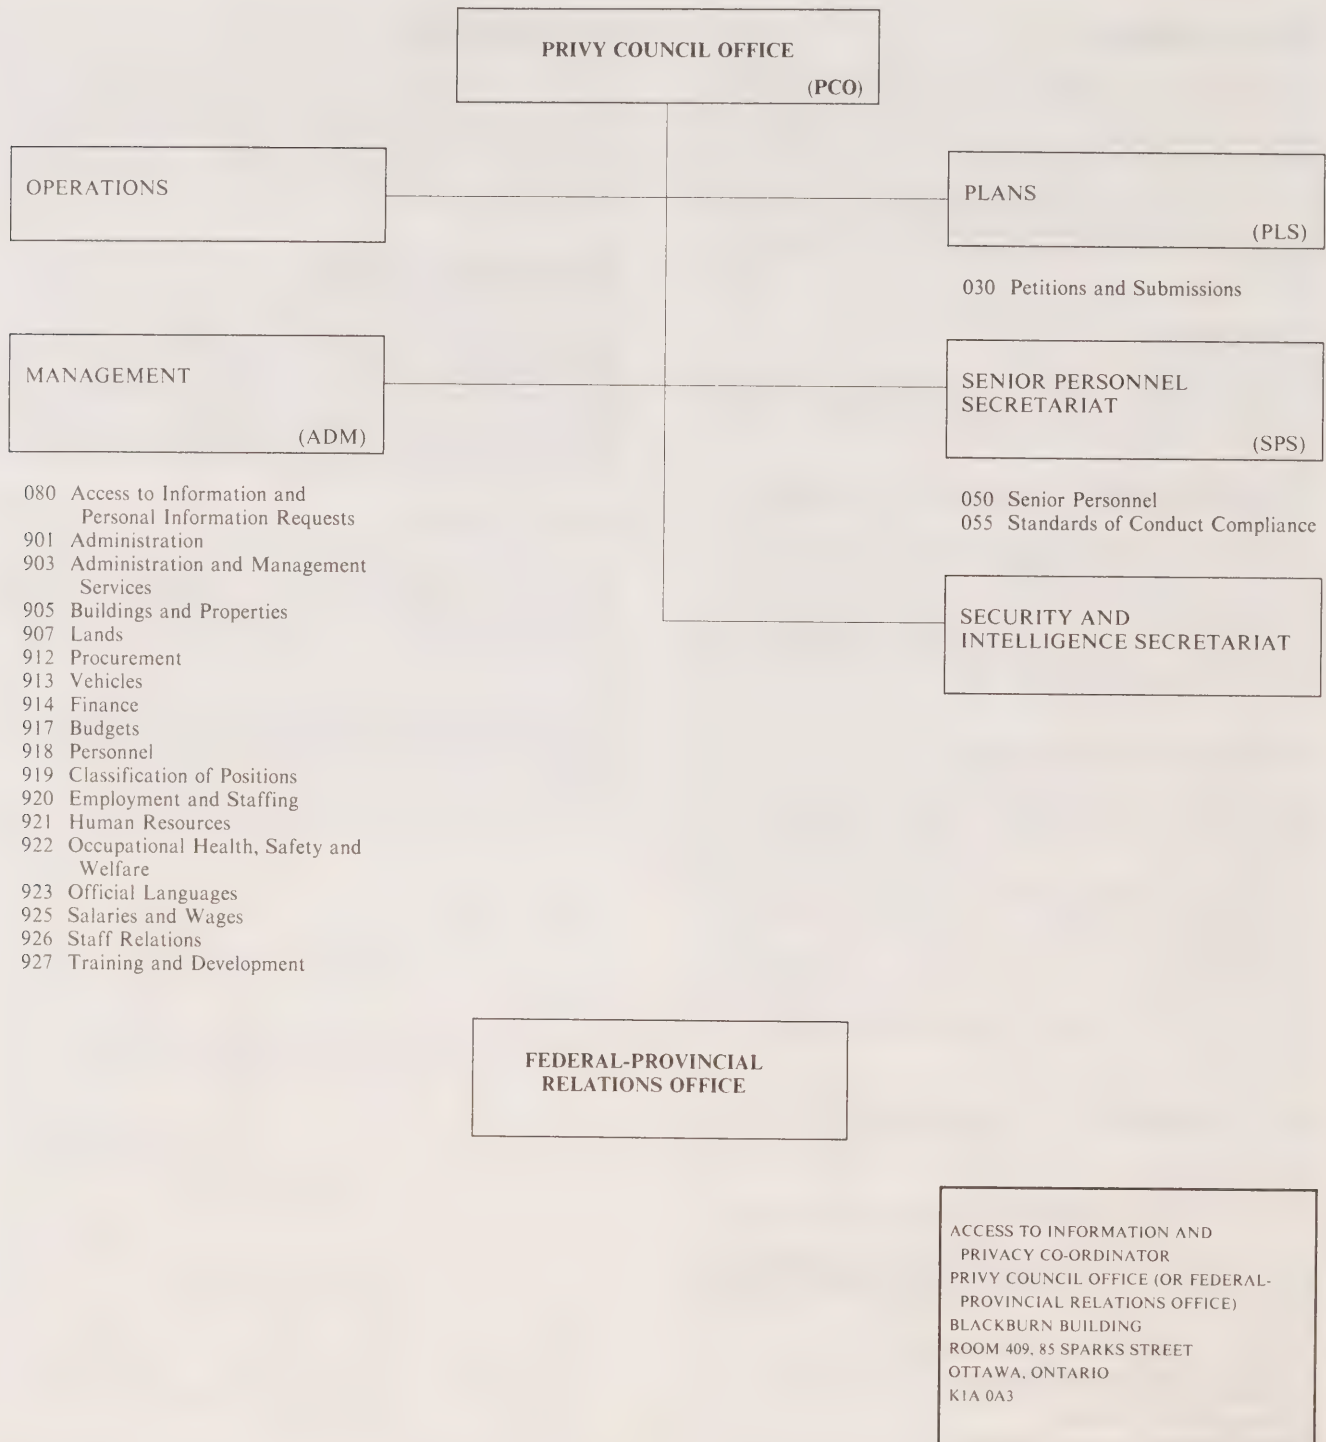 PRIVY COUNCIL OFFICE
(PCO)
OPERATIONS
PLANS
(PLS)
030 Petitions and Submissions
MANAGEMENT
(ADM)
SENIOR PERSONNEL
SECRETARIAT
(SPS)
080 Access to Information and
Personal Information Requests
901 Administration
903 Administration and Management
Services
905 Buildings and Properties
907 Lands
912 Procurement
913 Vehicles
914 Finance
917 Budgets
918 Personnel
919 Classification of Positions
920 Employment and Staffing
921 Human Resources
922 Occupational Health, Safety and
Welfare
923 Official Languages
925 Salaries and Wages
926 Staff Relations
927 Training and Development
050 Senior Personnel
055 Standards of Conduct Compliance
SECURITY AND
INTELLIGENCE SECRETARIAT
FEDERAL-PROVINCIAL
RELATIONS OFFICE
ACCESS TO INFORMATION AND
PRIVACY CO-ORDINATOR
PRIVY COUNCIL OFFICE (OR FEDERAL-
PROVINCIAL RELATIONS OFFICE)
BLACKBURN BUILDING
ROOM 409, 85 SPARKS STREET
OTTAWA, ONTARIO
K1A 0A3